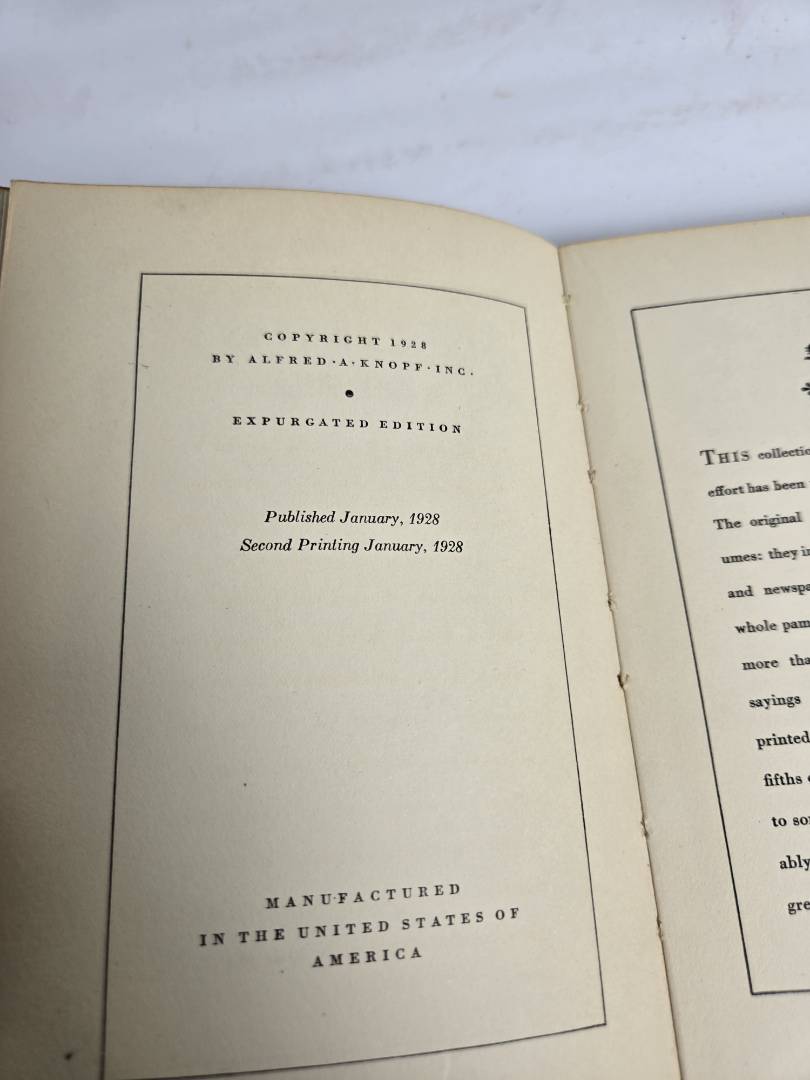 COPYRIGHT 1928
BY ALFRED·A·KNOPF·INC.
EXPURGATED EDITION
Published January, 1928
Second Printing January, 1928
MANUFACTURED
IN THE UNITED STATES OF
AMERICA
THIS
effort has been
The original
umes: they
and
whole
more
sayings
printed
fifths
to